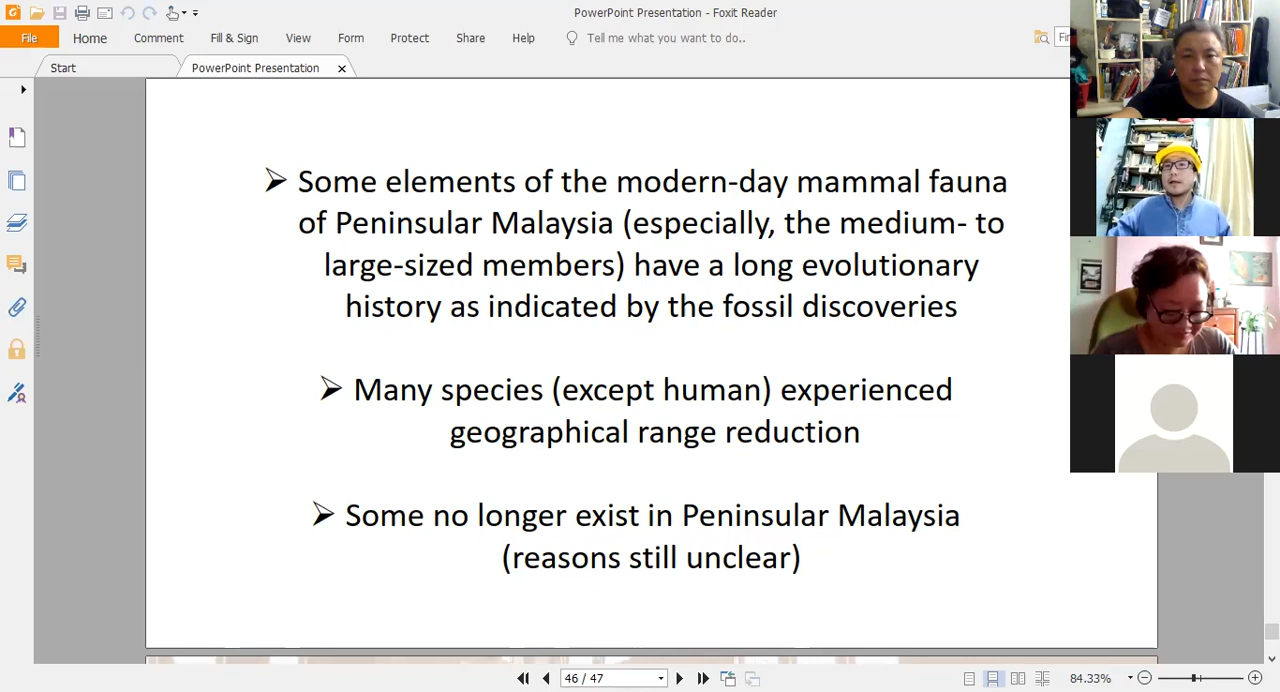 PowerPoint Presentation - Foxit Reader
File
Home
Comment
Fill & Sign
View
Form
Protect
Share
Help
Tell me what you want to do..
Start
PowerPoint Presentation
➢ Some elements of the modern-day mammal fauna
of Peninsular Malaysia (especially, the medium- to
large-sized members) have a long evolutionary
history as indicated by the fossil discoveries
➢ Many species (except human) experienced
geographical range reduction
➢ Some no longer exist in Peninsular Malaysia
(reasons still unclear)
46 / 47
84.33%